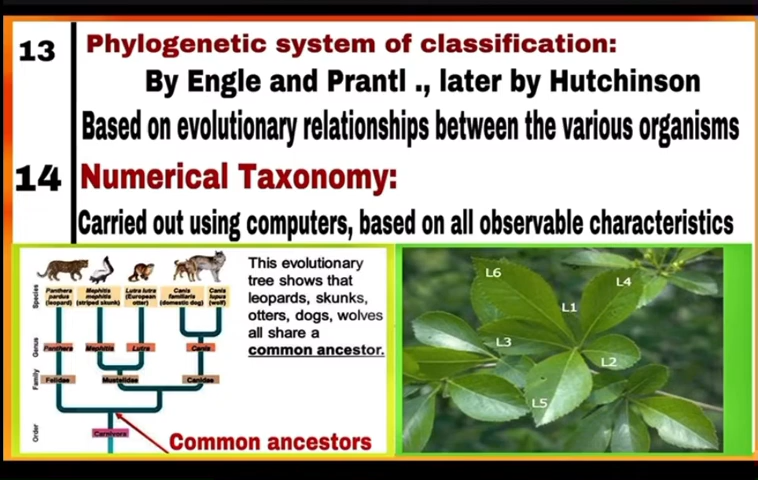 13
Phylogenetic system of classification:
By Engle and Prantl ., later by Hutchinson
Based on evolutionary relationships between the various organisms
14
Numerical Taxonomy:
Carried out using computers, based on all observable characteristics
Species
Panthera pardus (leopard)
Mephitis mephitis (striped skunk)
Lutra lutra (European otter)
Canis familiaris (domestic dog)
Canis lupus (wolf)
Genus
Panthera
Mephitis
Lutra
Canis
Family
Felidae
Mustelidae
Canidae
Order
Carnivora
This evolutionary
tree shows that
leopards, skunks,
otters, dogs, wolves
all share a
common ancestor.
Common ancestors
L6
L4
L1
L3
L2
L5